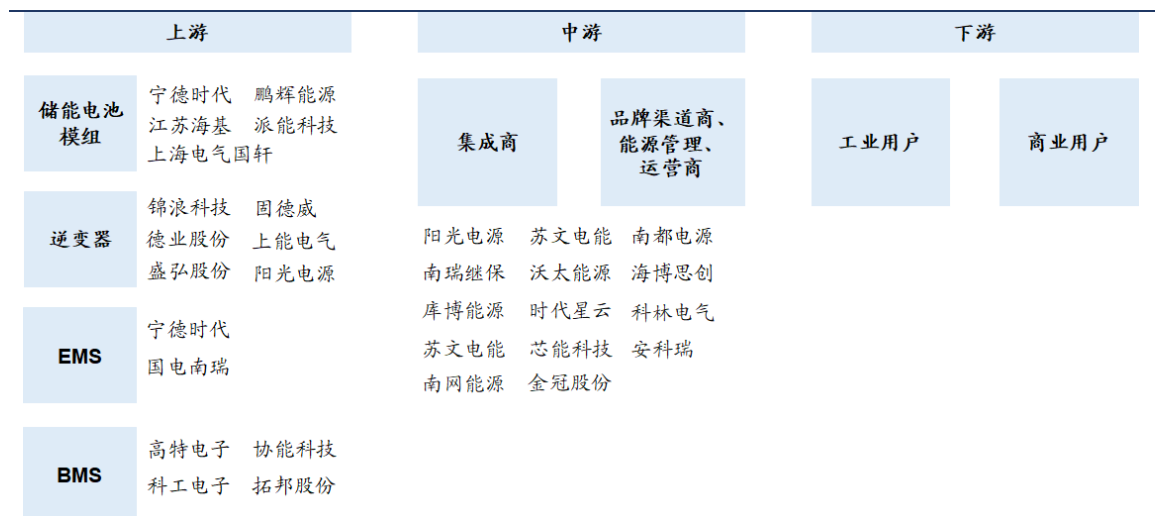 上游
中游
下游
储能电池
模组
宁德时代 鹏辉能源
江苏海基 派能科技
上海电气国轩
逆变器
锦浪科技 固德威
德业股份 上能电气
盛弘股份 阳光电源
EMS
宁德时代
国电南瑞
BMS
高特电子 协能科技
科工电子 拓邦股份
集成商
品牌渠道商、
能源管理、
运营商
阳光电源 苏文电能 南都电源
南瑞继保 沃太能源 海博思创
库博能源 时代星云 科林电气
苏文电能 芯能科技 安科瑞
南网能源 金冠股份
工业用户
商业用户